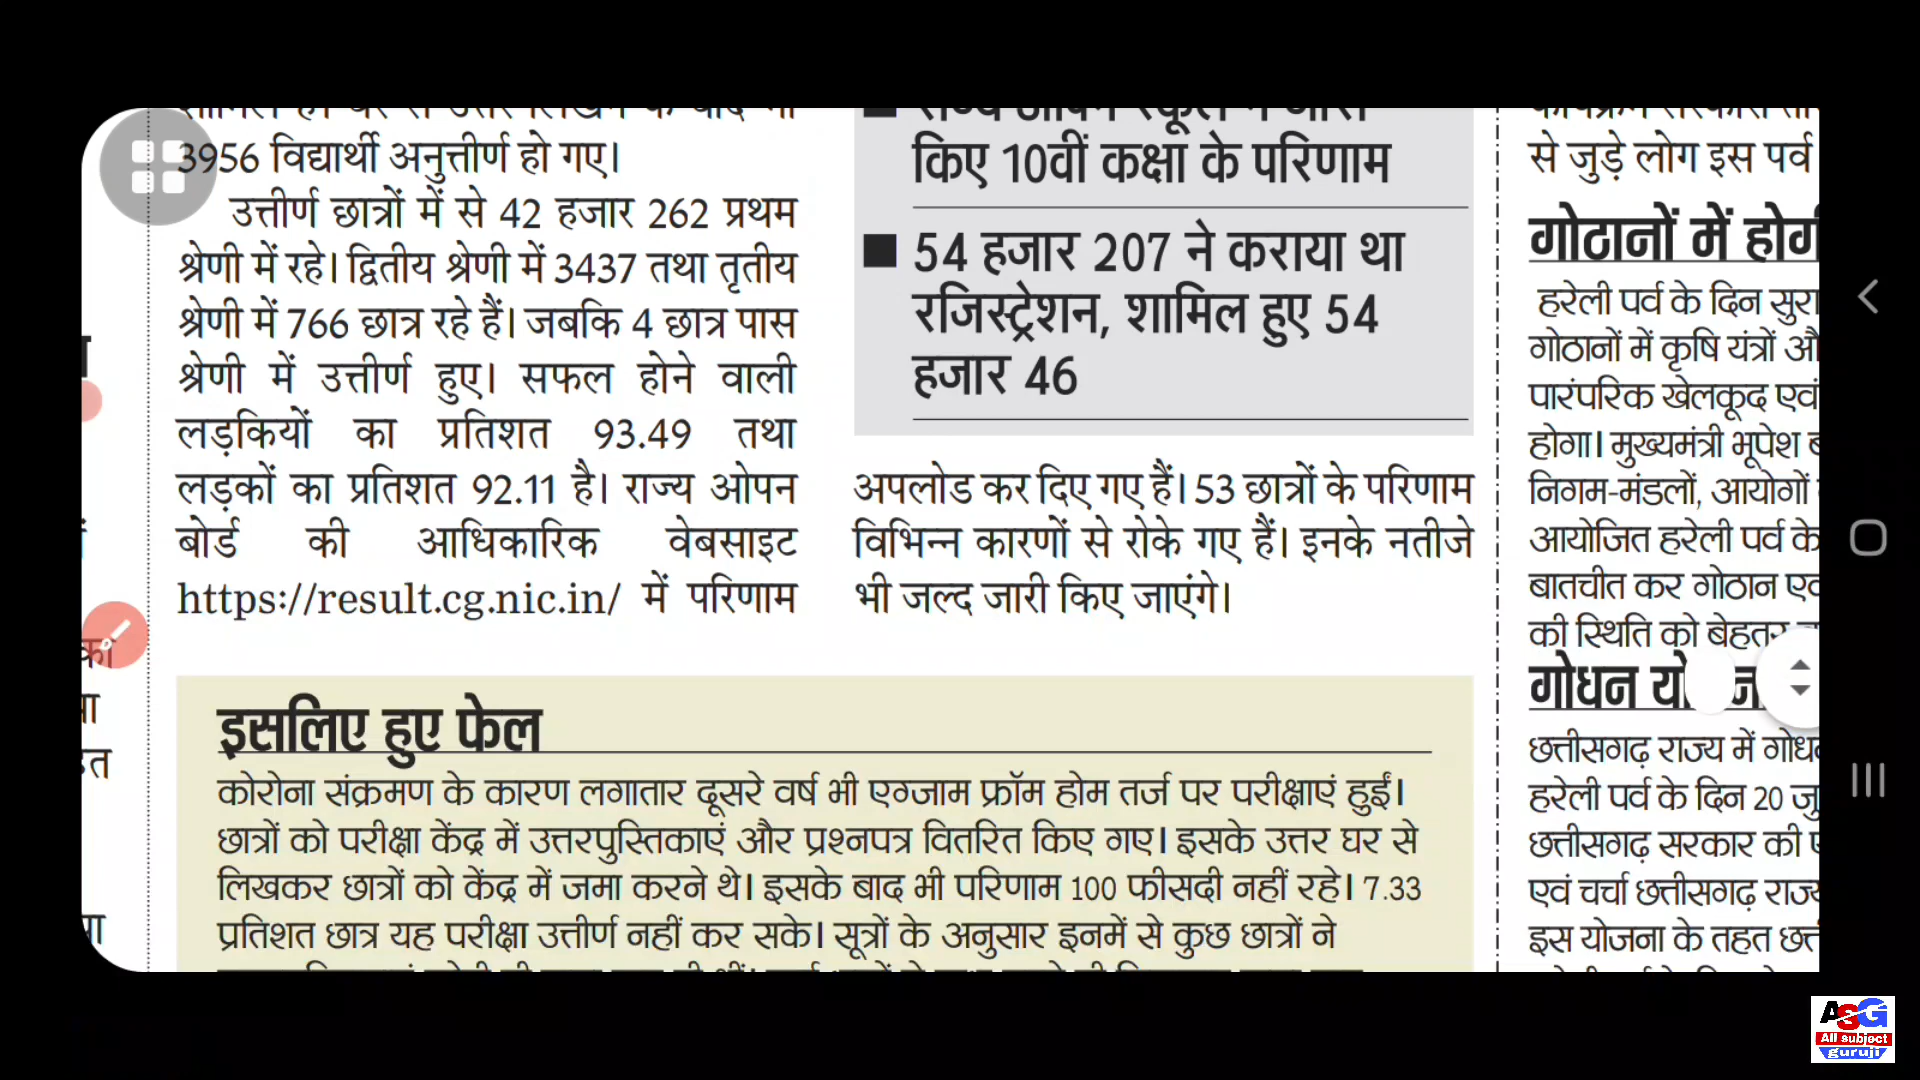 3956 विद्यार्थी अनुत्तीर्ण हो गए।
उत्तीर्ण छात्रों में से 42 हजार 262 प्रथम
श्रेणी में रहे। द्वितीय श्रेणी में 3437 तथा तृतीय
श्रेणी में 766 छात्र रहे हैं। जबकि 4 छात्र पास
श्रेणी में उत्तीर्ण हुए। सफल होने वाली
लड़कियों का प्रतिशत 93.49 तथा
लड़कों का प्रतिशत 92.11 है। राज्य ओपन
बोर्ड की आधिकारिक वेबसाइट
https://result.cg.nic.in/ में परिणाम
किए 10वीं कक्षा के परिणाम
54 हजार 207 ने कराया था
रजिस्ट्रेशन, शामिल हुए 54
हजार 46
अपलोड कर दिए गए हैं। 53 छात्रों के परिणाम
विभिन्न कारणों से रोके गए हैं। इनके नतीजे
भी जल्द जारी किए जाएंगे।
इसलिए हुए फेल
कोरोना संक्रमण के कारण लगातार दूसरे वर्ष भी एग्जाम फ्रॉम होम तर्ज पर परीक्षाएं हुईं।
छात्रों को परीक्षा केंद्र में उत्तरपुस्तिकाएं और प्रश्नपत्र वितरित किए गए। इसके उत्तर घर से
लिखकर छात्रों को केंद्र में जमा करने थे। इसके बाद भी परिणाम 100 फीसदी नहीं रहे। 7.33
प्रतिशत छात्र यह परीक्षा उत्तीर्ण नहीं कर सके। सूत्रों के अनुसार इनमें से कुछ छात्रों ने
से जुड़े लोग इस पर्व
गोठानों में
हरेली पर्व के दिन
गोठानों में कृषि यंत्रों
पारंपरिक खेलकूद एवं
होगा। मुख्यमंत्री भूपेश
निगम-मंडलों, आयोगों
आयोजित हरेली पर्व के
बातचीत कर गोठान
की स्थिति को
गोधन
छत्तीसगढ़ राज्य में
हरेली पर्व के दिन 20
छत्तीसगढ़ सरकार की
एवं चर्चा छत्तीसगढ़
इस योजना के तहत
ASG
All subject
guruji